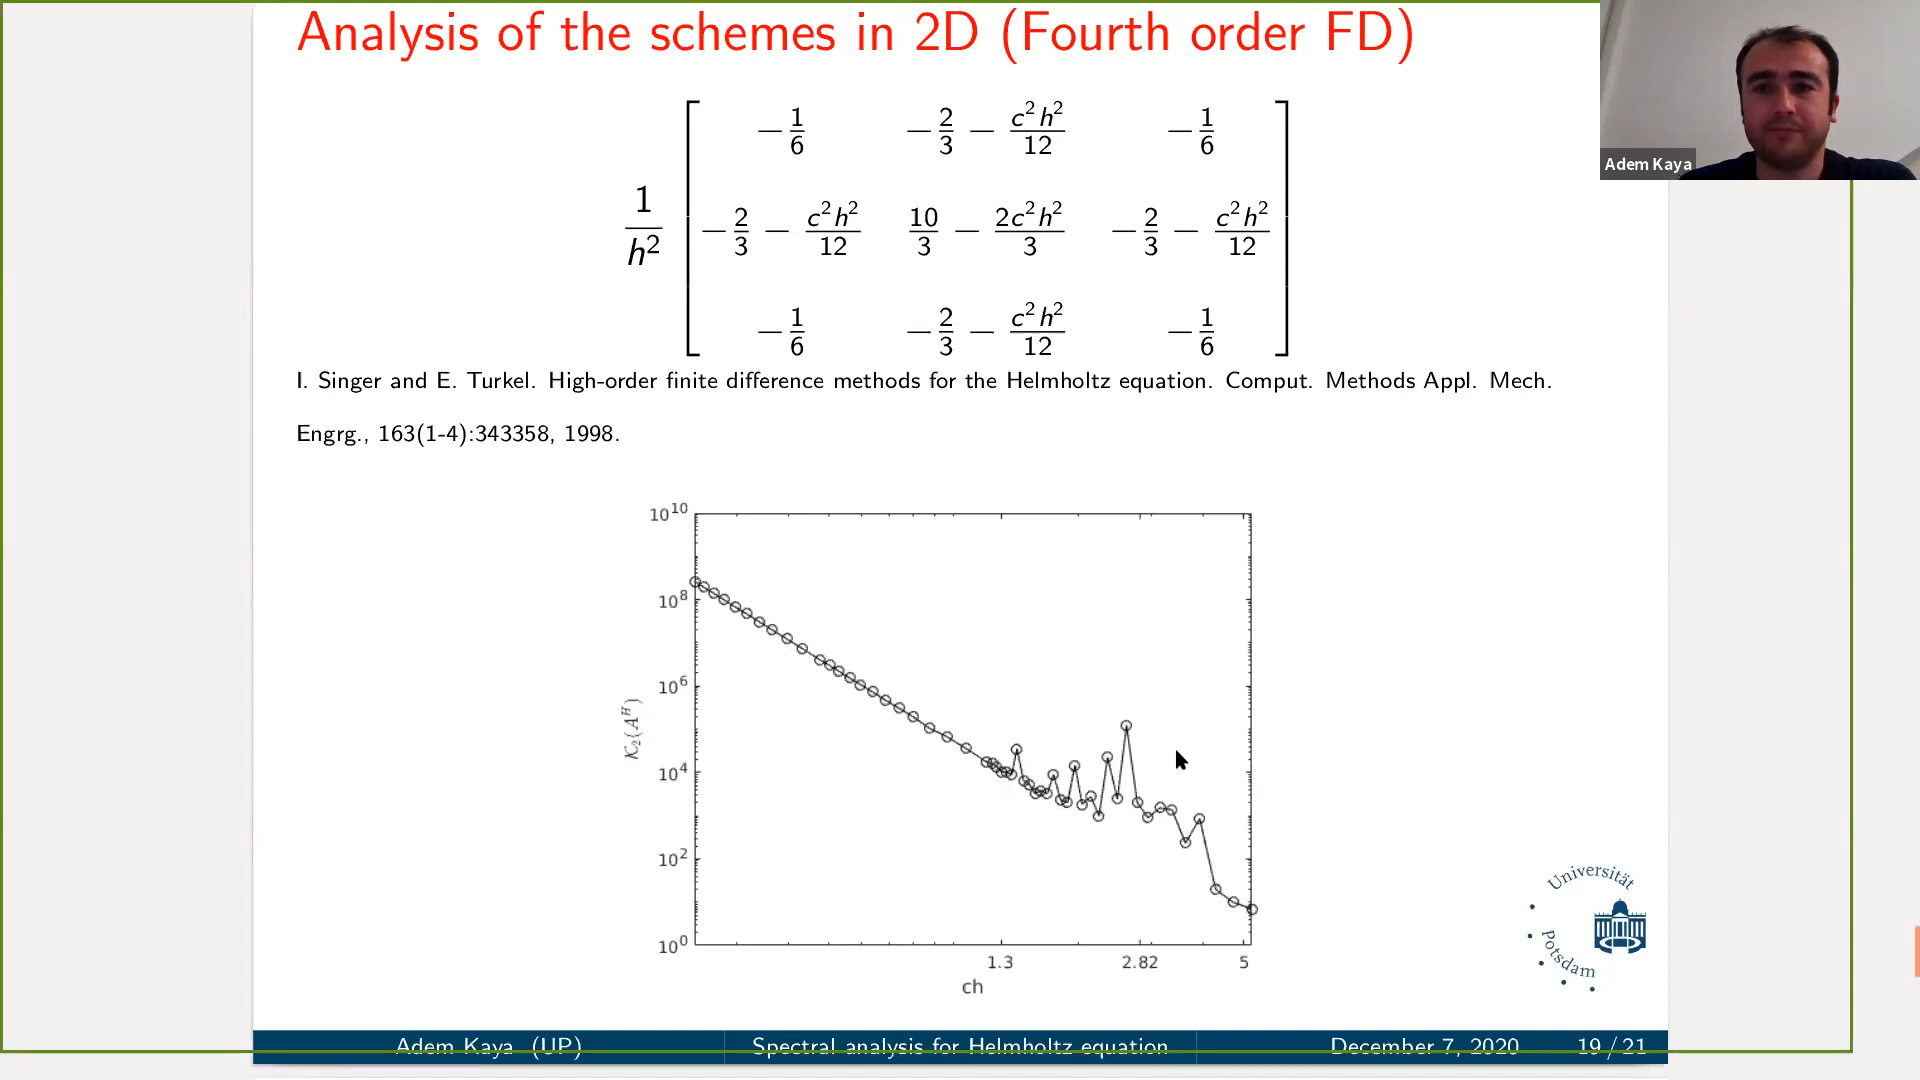 Analysis of the schemes in 2D (Fourth order FD)
Adem Kaya
1/h² [ −1/6   −2/3 − c²h²/12   −1/6
−2/3 − c²h²/12   10/3 − 2c²h²/3   −2/3 − c²h²/12
−1/6   −2/3 − c²h²/12   −1/6 ]
I. Singer and E. Turkel. High-order finite difference methods for the Helmholtz equation. Comput. Methods Appl. Mech.
Engrg., 163(1-4):343358, 1998.
10¹⁰
10⁸
10⁶
10⁴
10²
10⁰
K₂(Aᴴ)
1.3 2.82 5
ch
Universität
Potsdam
Adem Kaya (UP) Spectral analysis for Helmholtz equation December 7, 2020 19 / 21